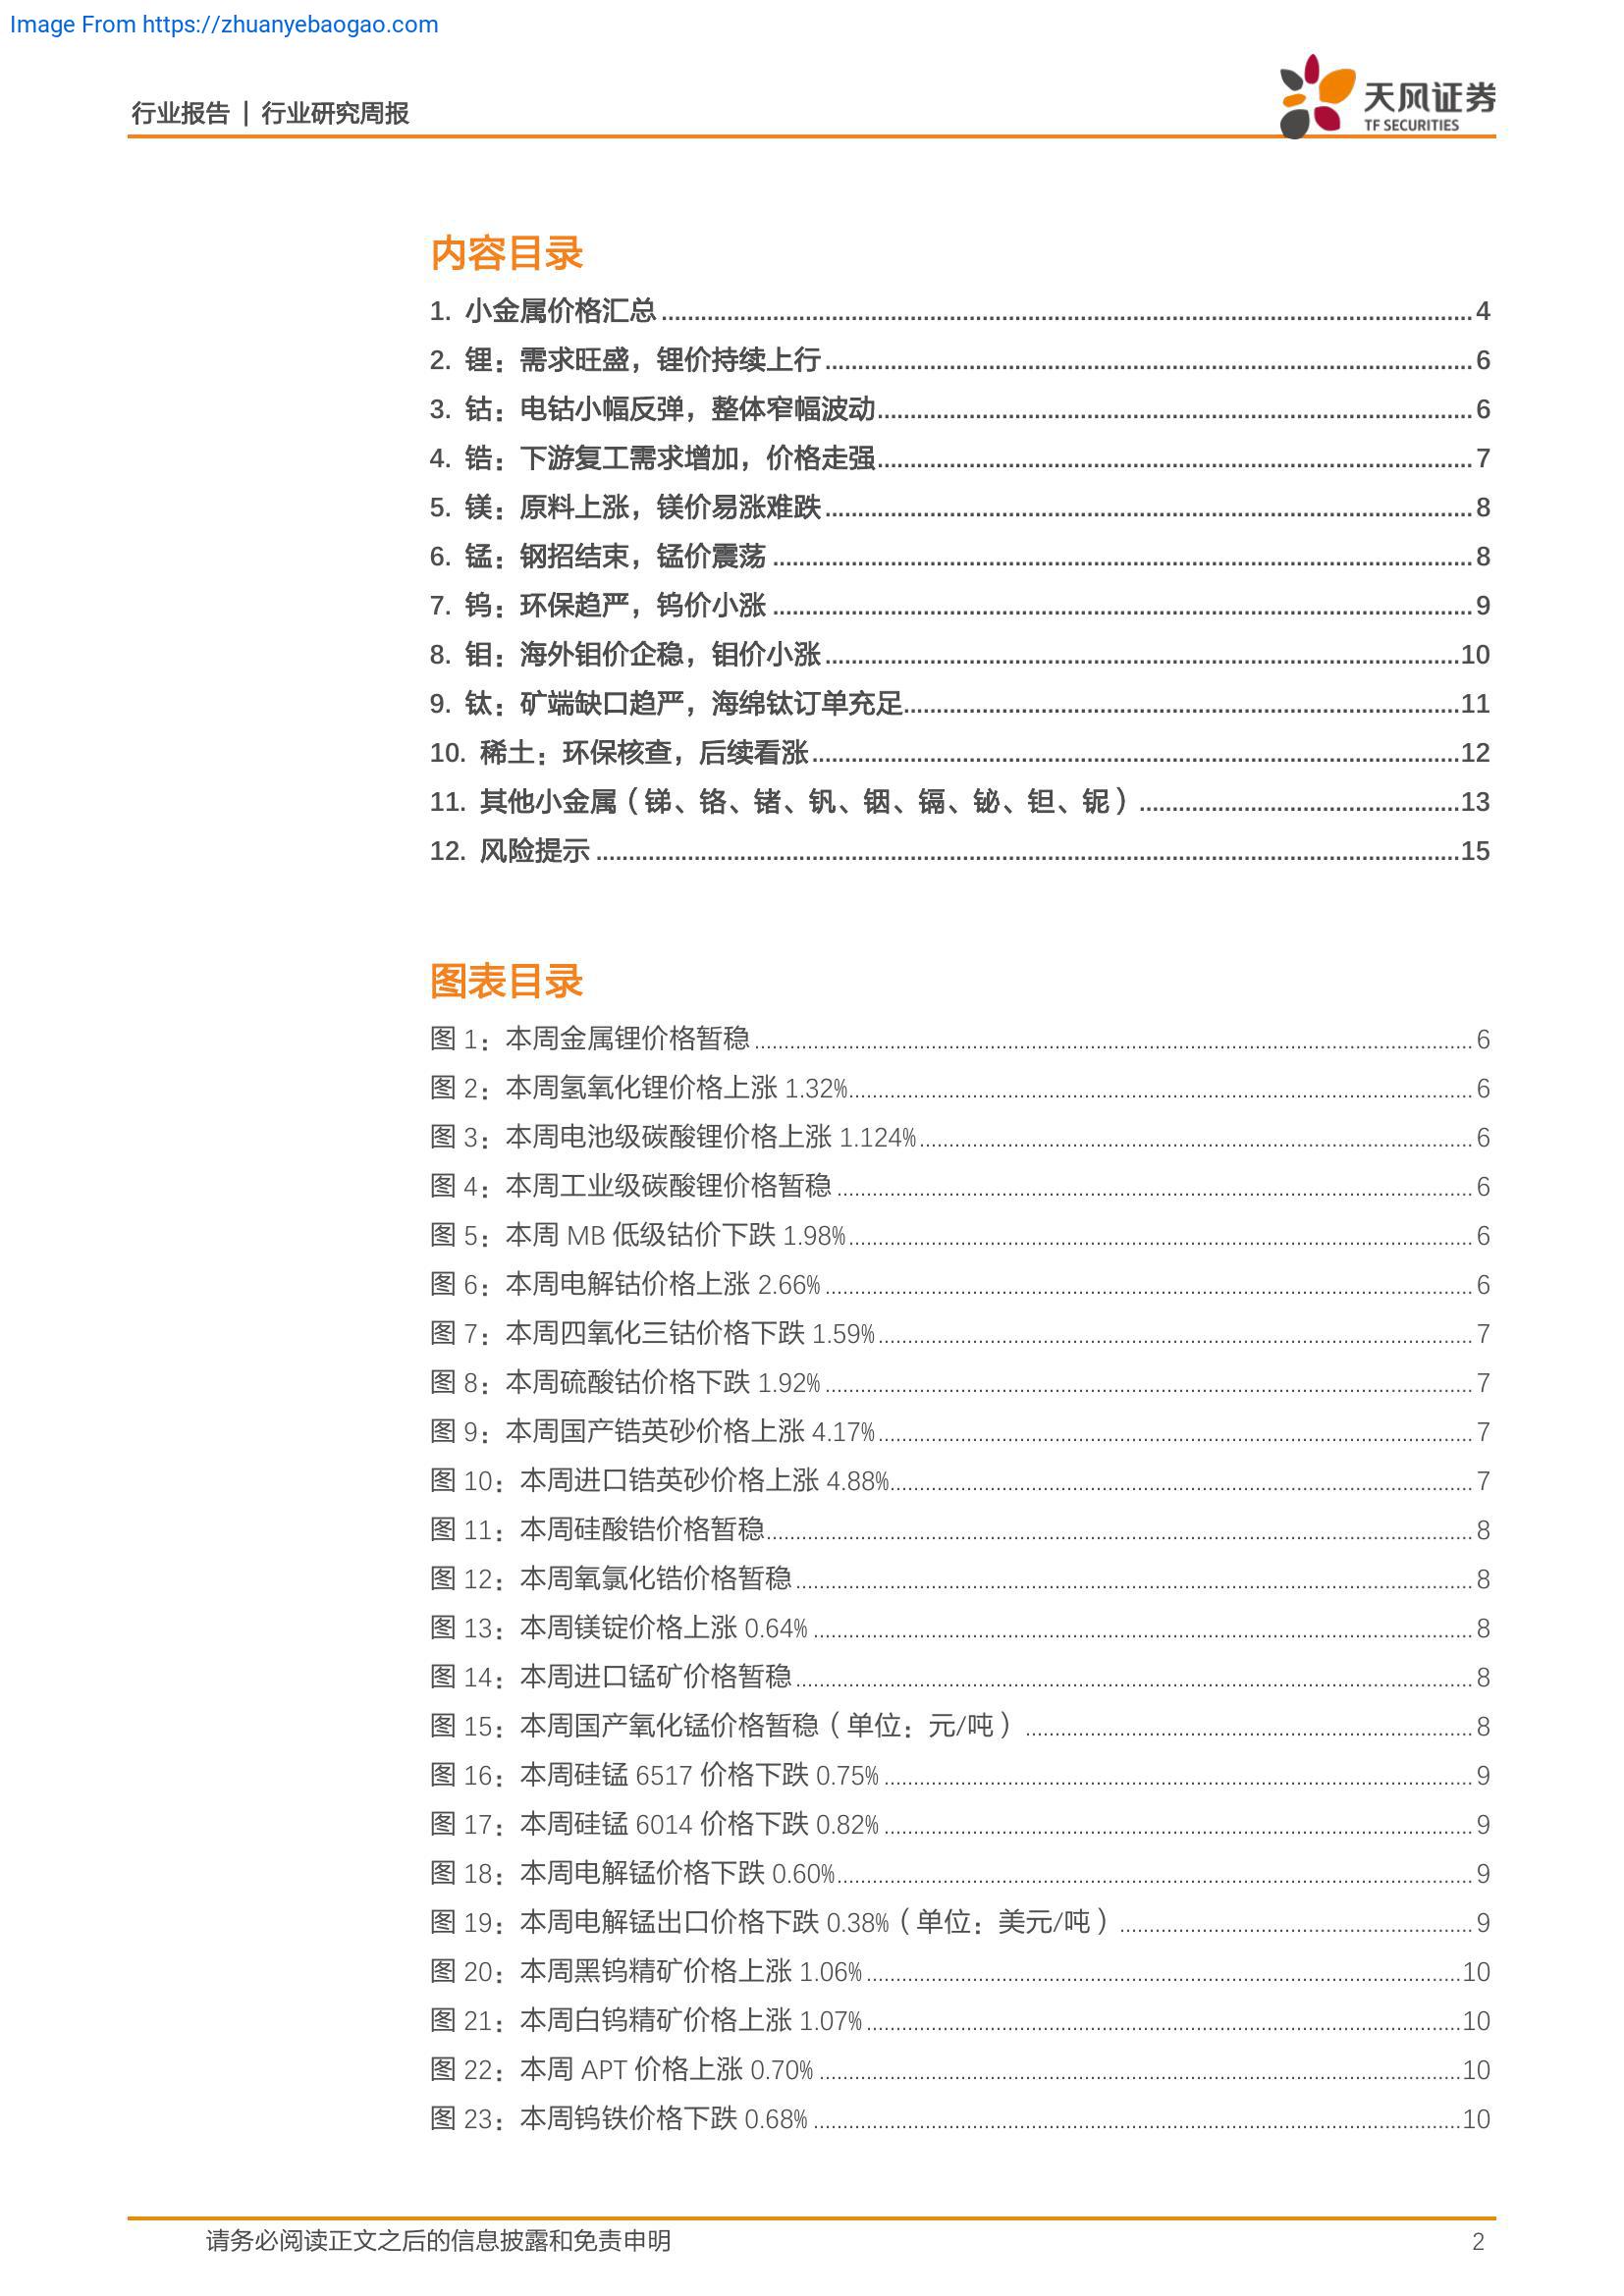 Image From https://zhuanyebaogao.com
行业报告 | 行业研究周报
天风证券
TF SECURITIES
内容目录
1. 小金属价格汇总 4
2. 锂：需求旺盛，锂价持续上行 6
3. 钴：电钴小幅反弹，整体窄幅波动 6
4. 锆：下游复工需求增加，价格走强 7
5. 镁：原料上涨，镁价易涨难跌 8
6. 锰：钢招结束，锰价震荡 8
7. 钨：环保趋严，钨价小涨 9
8. 钼：海外钼价企稳，钼价小涨 10
9. 钛：矿端缺口趋严，海绵钛订单充足 11
10. 稀土：环保核查，后续看涨 12
11. 其他小金属（锑、铬、锗、钒、铟、镉、铋、钽、铌） 13
12. 风险提示 15
图表目录
图 1：本周金属锂价格暂稳 6
图 2：本周氢氧化锂价格上涨 1.32% 6
图 3：本周电池级碳酸锂价格上涨 1.124% 6
图 4：本周工业级碳酸锂价格暂稳 6
图 5：本周 MB 低级钴价下跌 1.98% 6
图 6：本周电解钴价格上涨 2.66% 6
图 7：本周四氧化三钴价格下跌 1.59% 7
图 8：本周硫酸钴价格下跌 1.92% 7
图 9：本周国产锆英砂价格上涨 4.17% 7
图 10：本周进口锆英砂价格上涨 4.88% 7
图 11：本周硅酸锆价格暂稳 8
图 12：本周氧氯化锆价格暂稳 8
图 13：本周镁锭价格上涨 0.64% 8
图 14：本周进口锰矿价格暂稳 8
图 15：本周国产氧化锰价格暂稳（单位：元/吨） 8
图 16：本周硅锰 6517 价格下跌 0.75% 9
图 17：本周硅锰 6014 价格下跌 0.82% 9
图 18：本周电解锰价格下跌 0.60% 9
图 19：本周电解锰出口价格下跌 0.38%（单位：美元/吨） 9
图 20：本周黑钨精矿价格上涨 1.06% 10
图 21：本周白钨精矿价格上涨 1.07% 10
图 22：本周 APT 价格上涨 0.70% 10
图 23：本周钨铁价格下跌 0.68% 10
请务必阅读正文之后的信息披露和免责申明 2